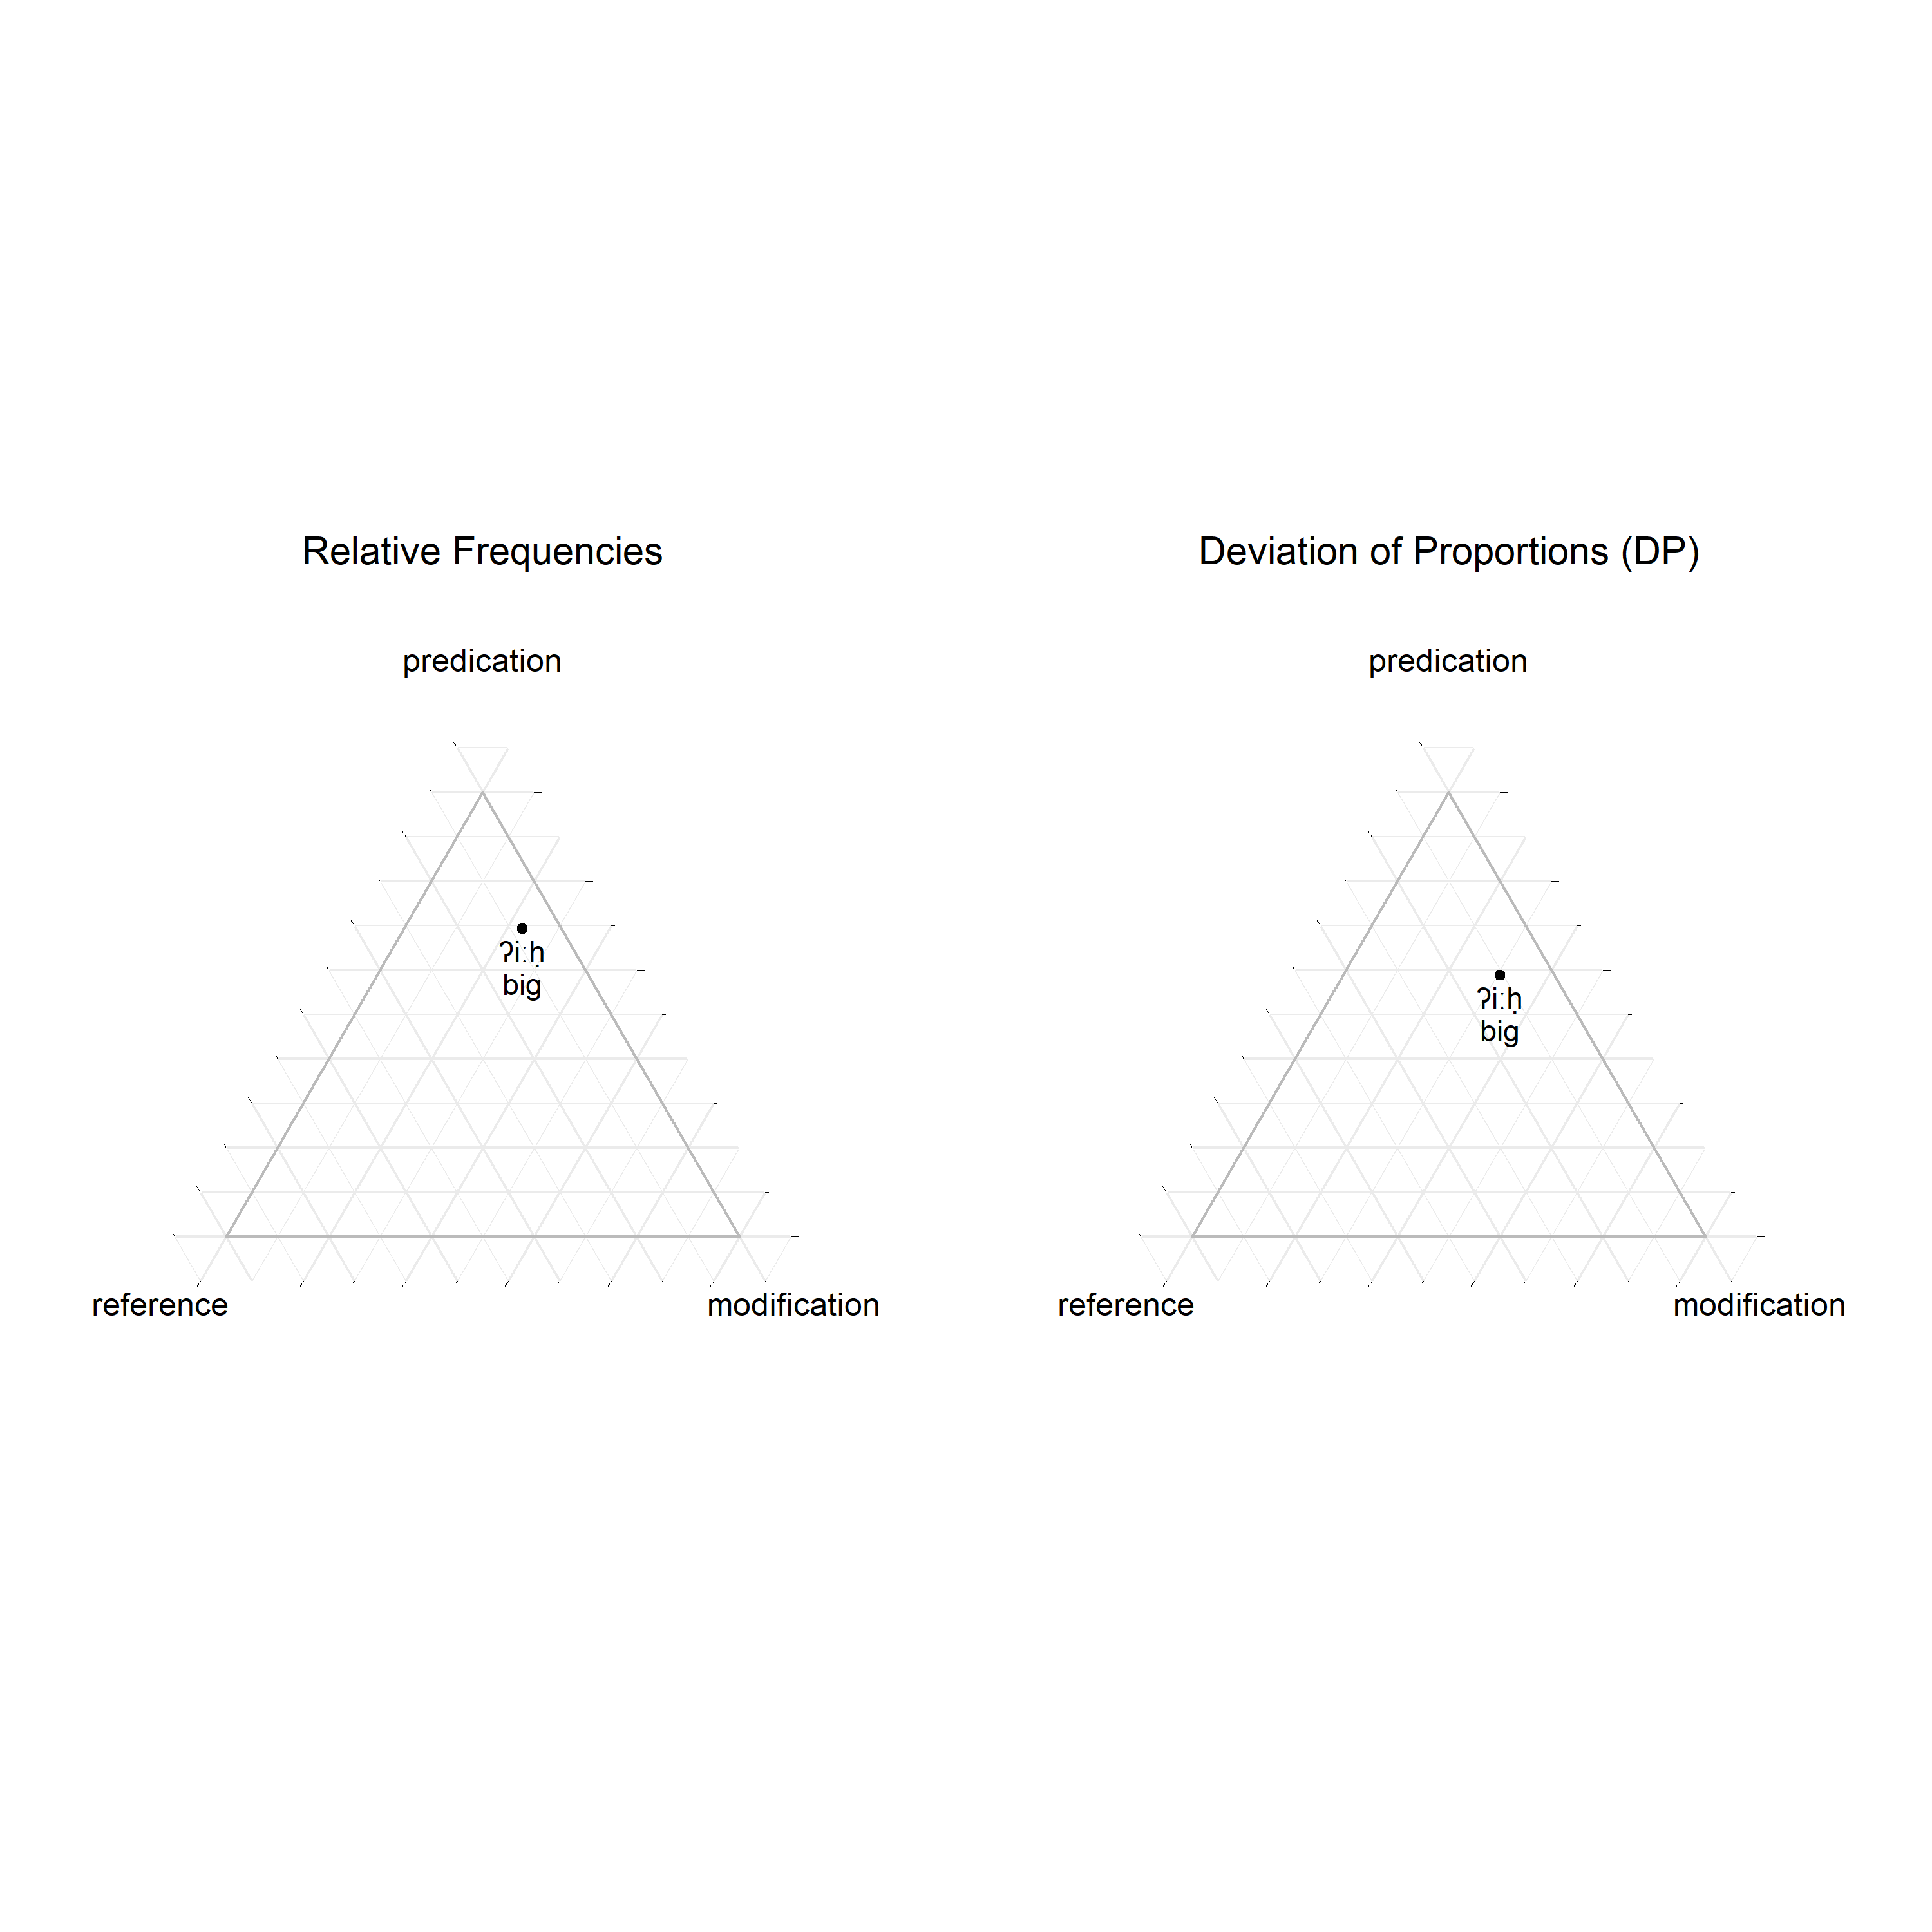 Relative Frequencies
predication
ʔiːḥ
big
reference
modification
Deviation of Proportions (DP)
predication
ʔiːḥ
big
reference
modification